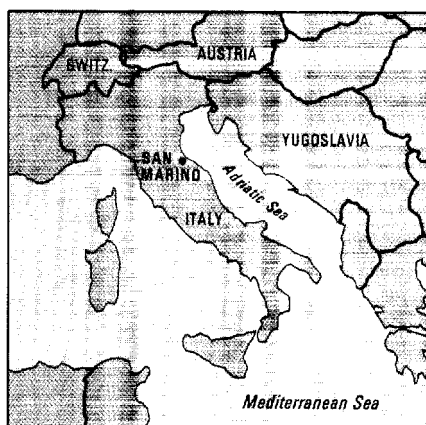 AUSTRIA
SWITZ.
YUGOSLAVIA
SAN
MARINO
Adriatic Sea
ITALY
Mediterranean Sea